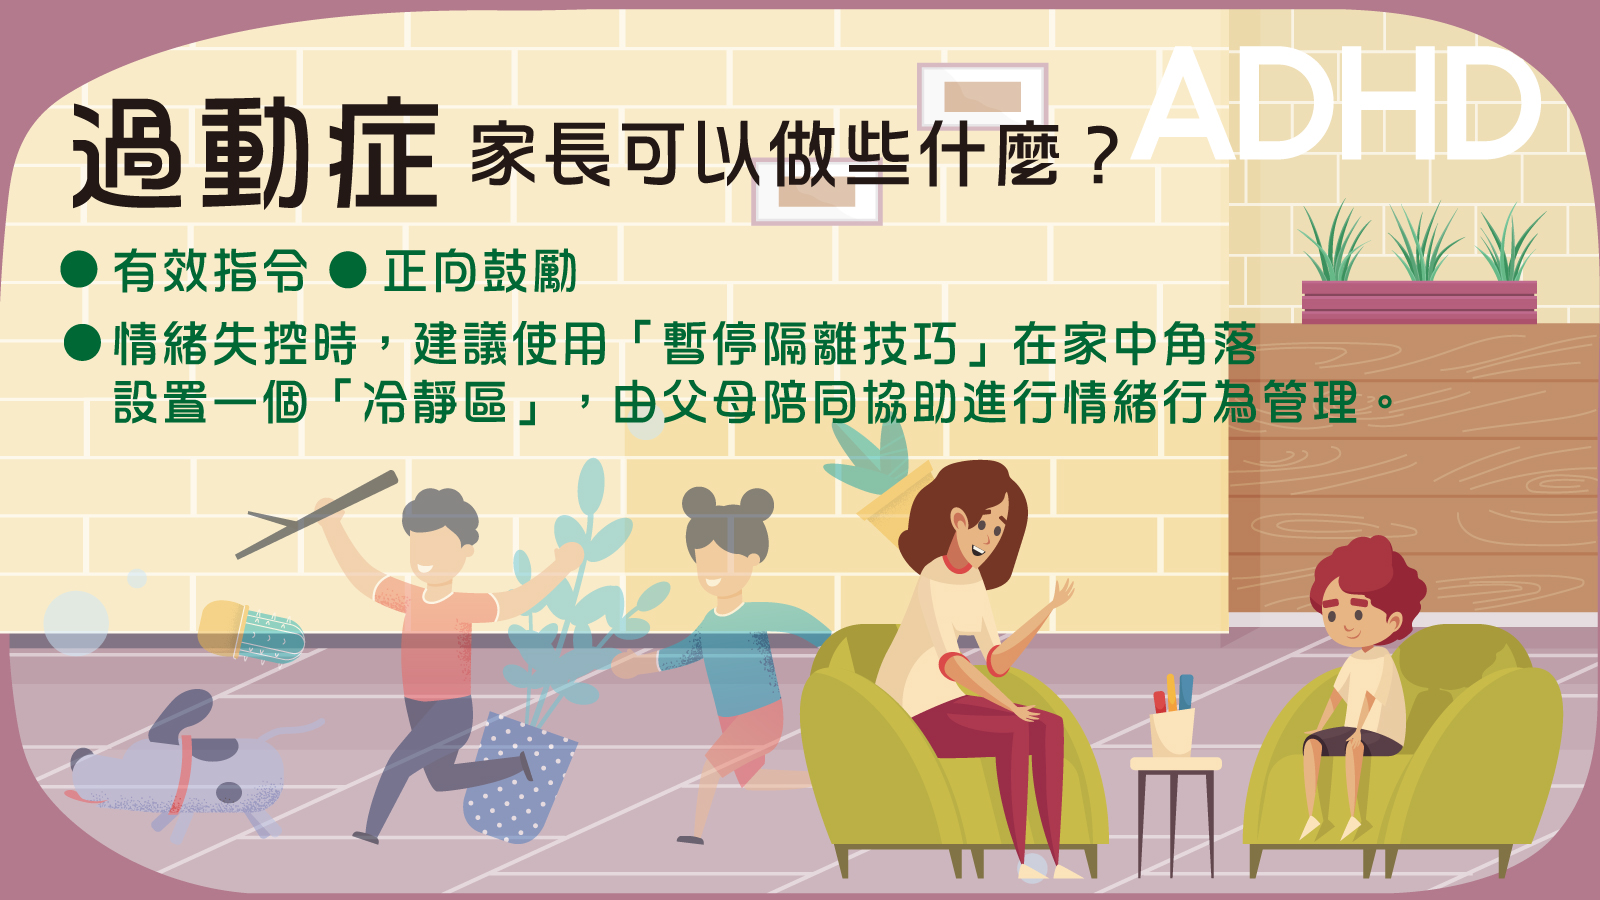 過動症 家長可以做些什麼？ADHD
●有效指令 ●正向鼓勵
●情緒失控時，建議使用「暫停隔離技巧」在家中角落
設置一個「冷靜區」，由父母陪同協助進行情緒行為管理。